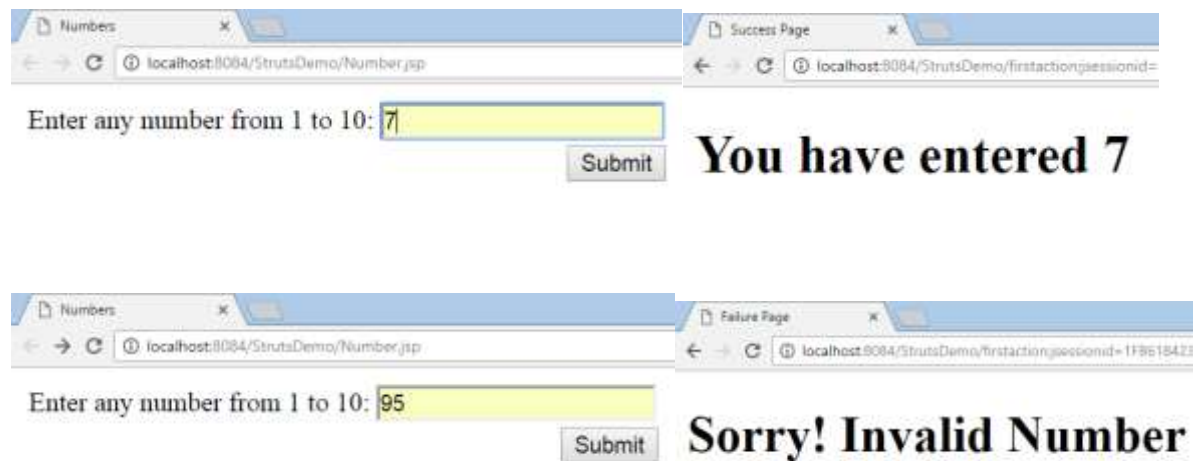 Numbers
localhost:8084/StrutsDemo/Number.jsp
Enter any number from 1 to 10: 7
Submit
Success Page
localhost:8084/StrutsDemo/firstaction;jsessionid=
You have entered 7
Numbers
localhost:8084/StrutsDemo/Number.jsp
Enter any number from 1 to 10: 95
Submit
Failure Page
localhost:8084/StrutsDemo/firstaction;jsessionid=1F8618423
Sorry! Invalid Number